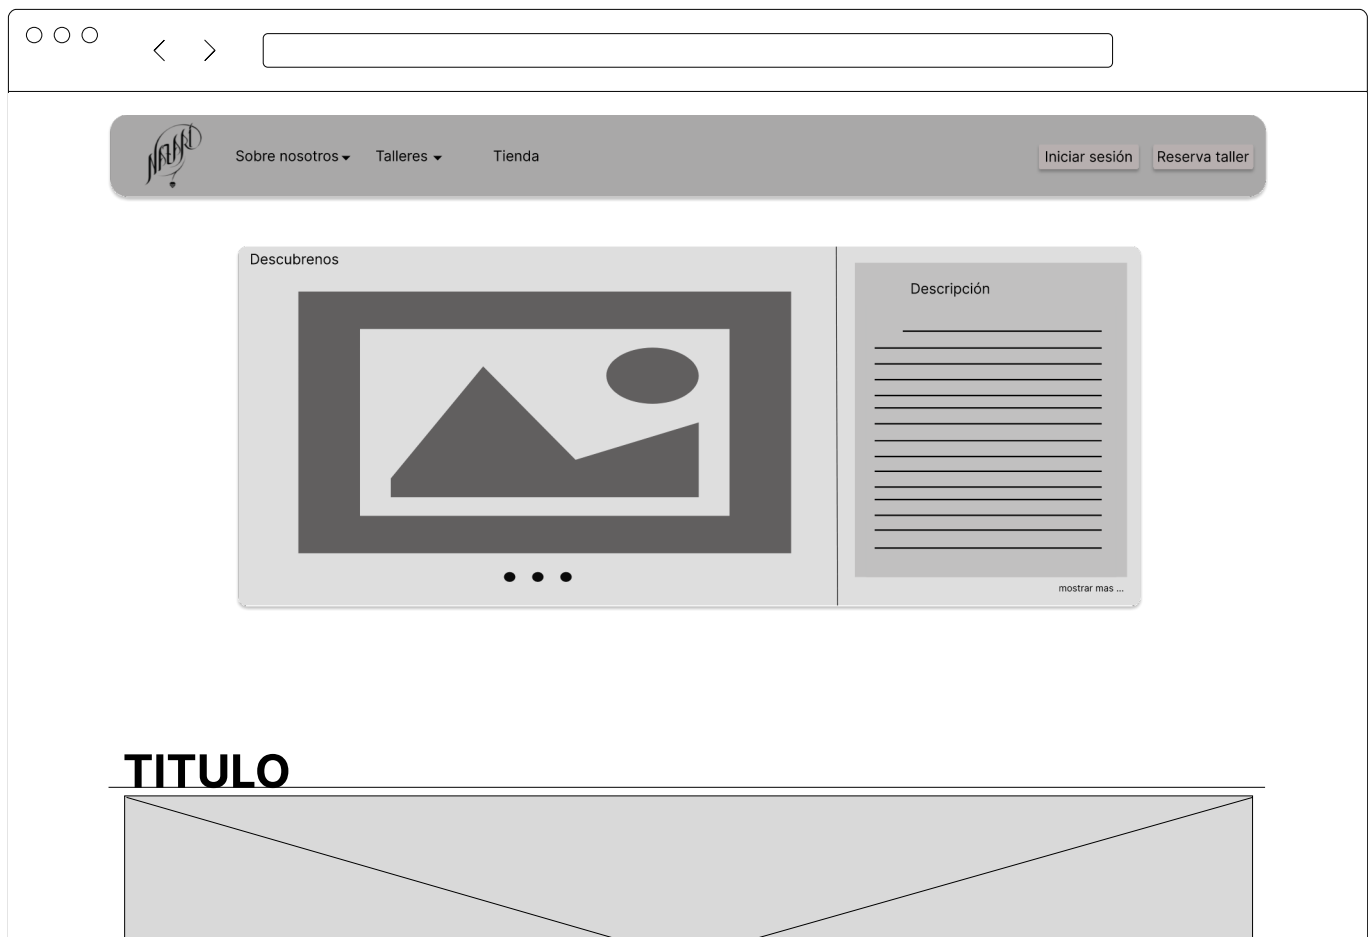 Sobre nosotros
Talleres
Tienda
Iniciar sesión
Reserva taller
Descubrenos
Descripción
mostrar mas ...
TITULO